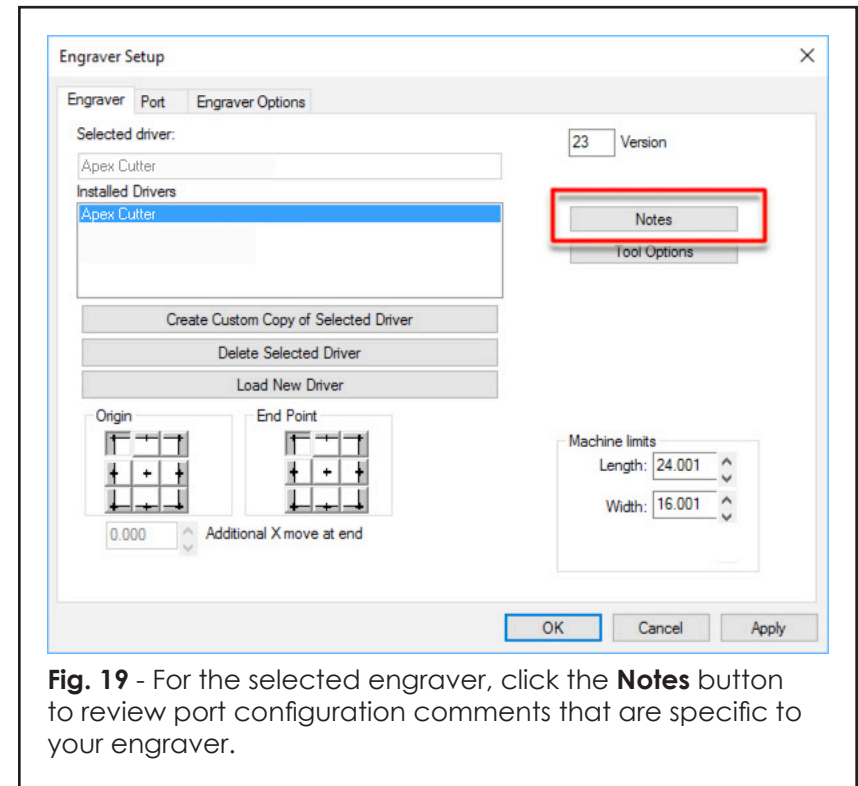 Engraver Setup
Engraver Port Engraver Options
Selected driver:
23 Version
Apex Cutter
Installed Drivers
Apex Cutter
Notes
Tool Options
Create Custom Copy of Selected Driver
Delete Selected Driver
Load New Driver
Origin
End Point
Machine limits
Length: 24.001
Width: 16.001
0.000 Additional X move at end
OK Cancel Apply
Fig. 19 - For the selected engraver, click the Notes button
to review port configuration comments that are specific to
your engraver.